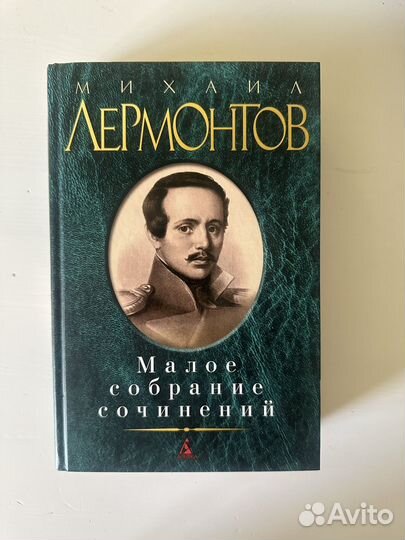 МИХАИЛ
ЛЕРМОНТОВ
Малое
собрание
сочинений
Avito